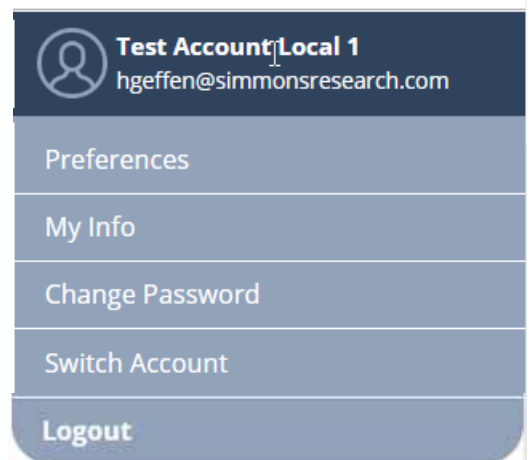 Test Account Local 1
hgeffen@simmonsresearch.com
Preferences
My Info
Change Password
Switch Account
Logout